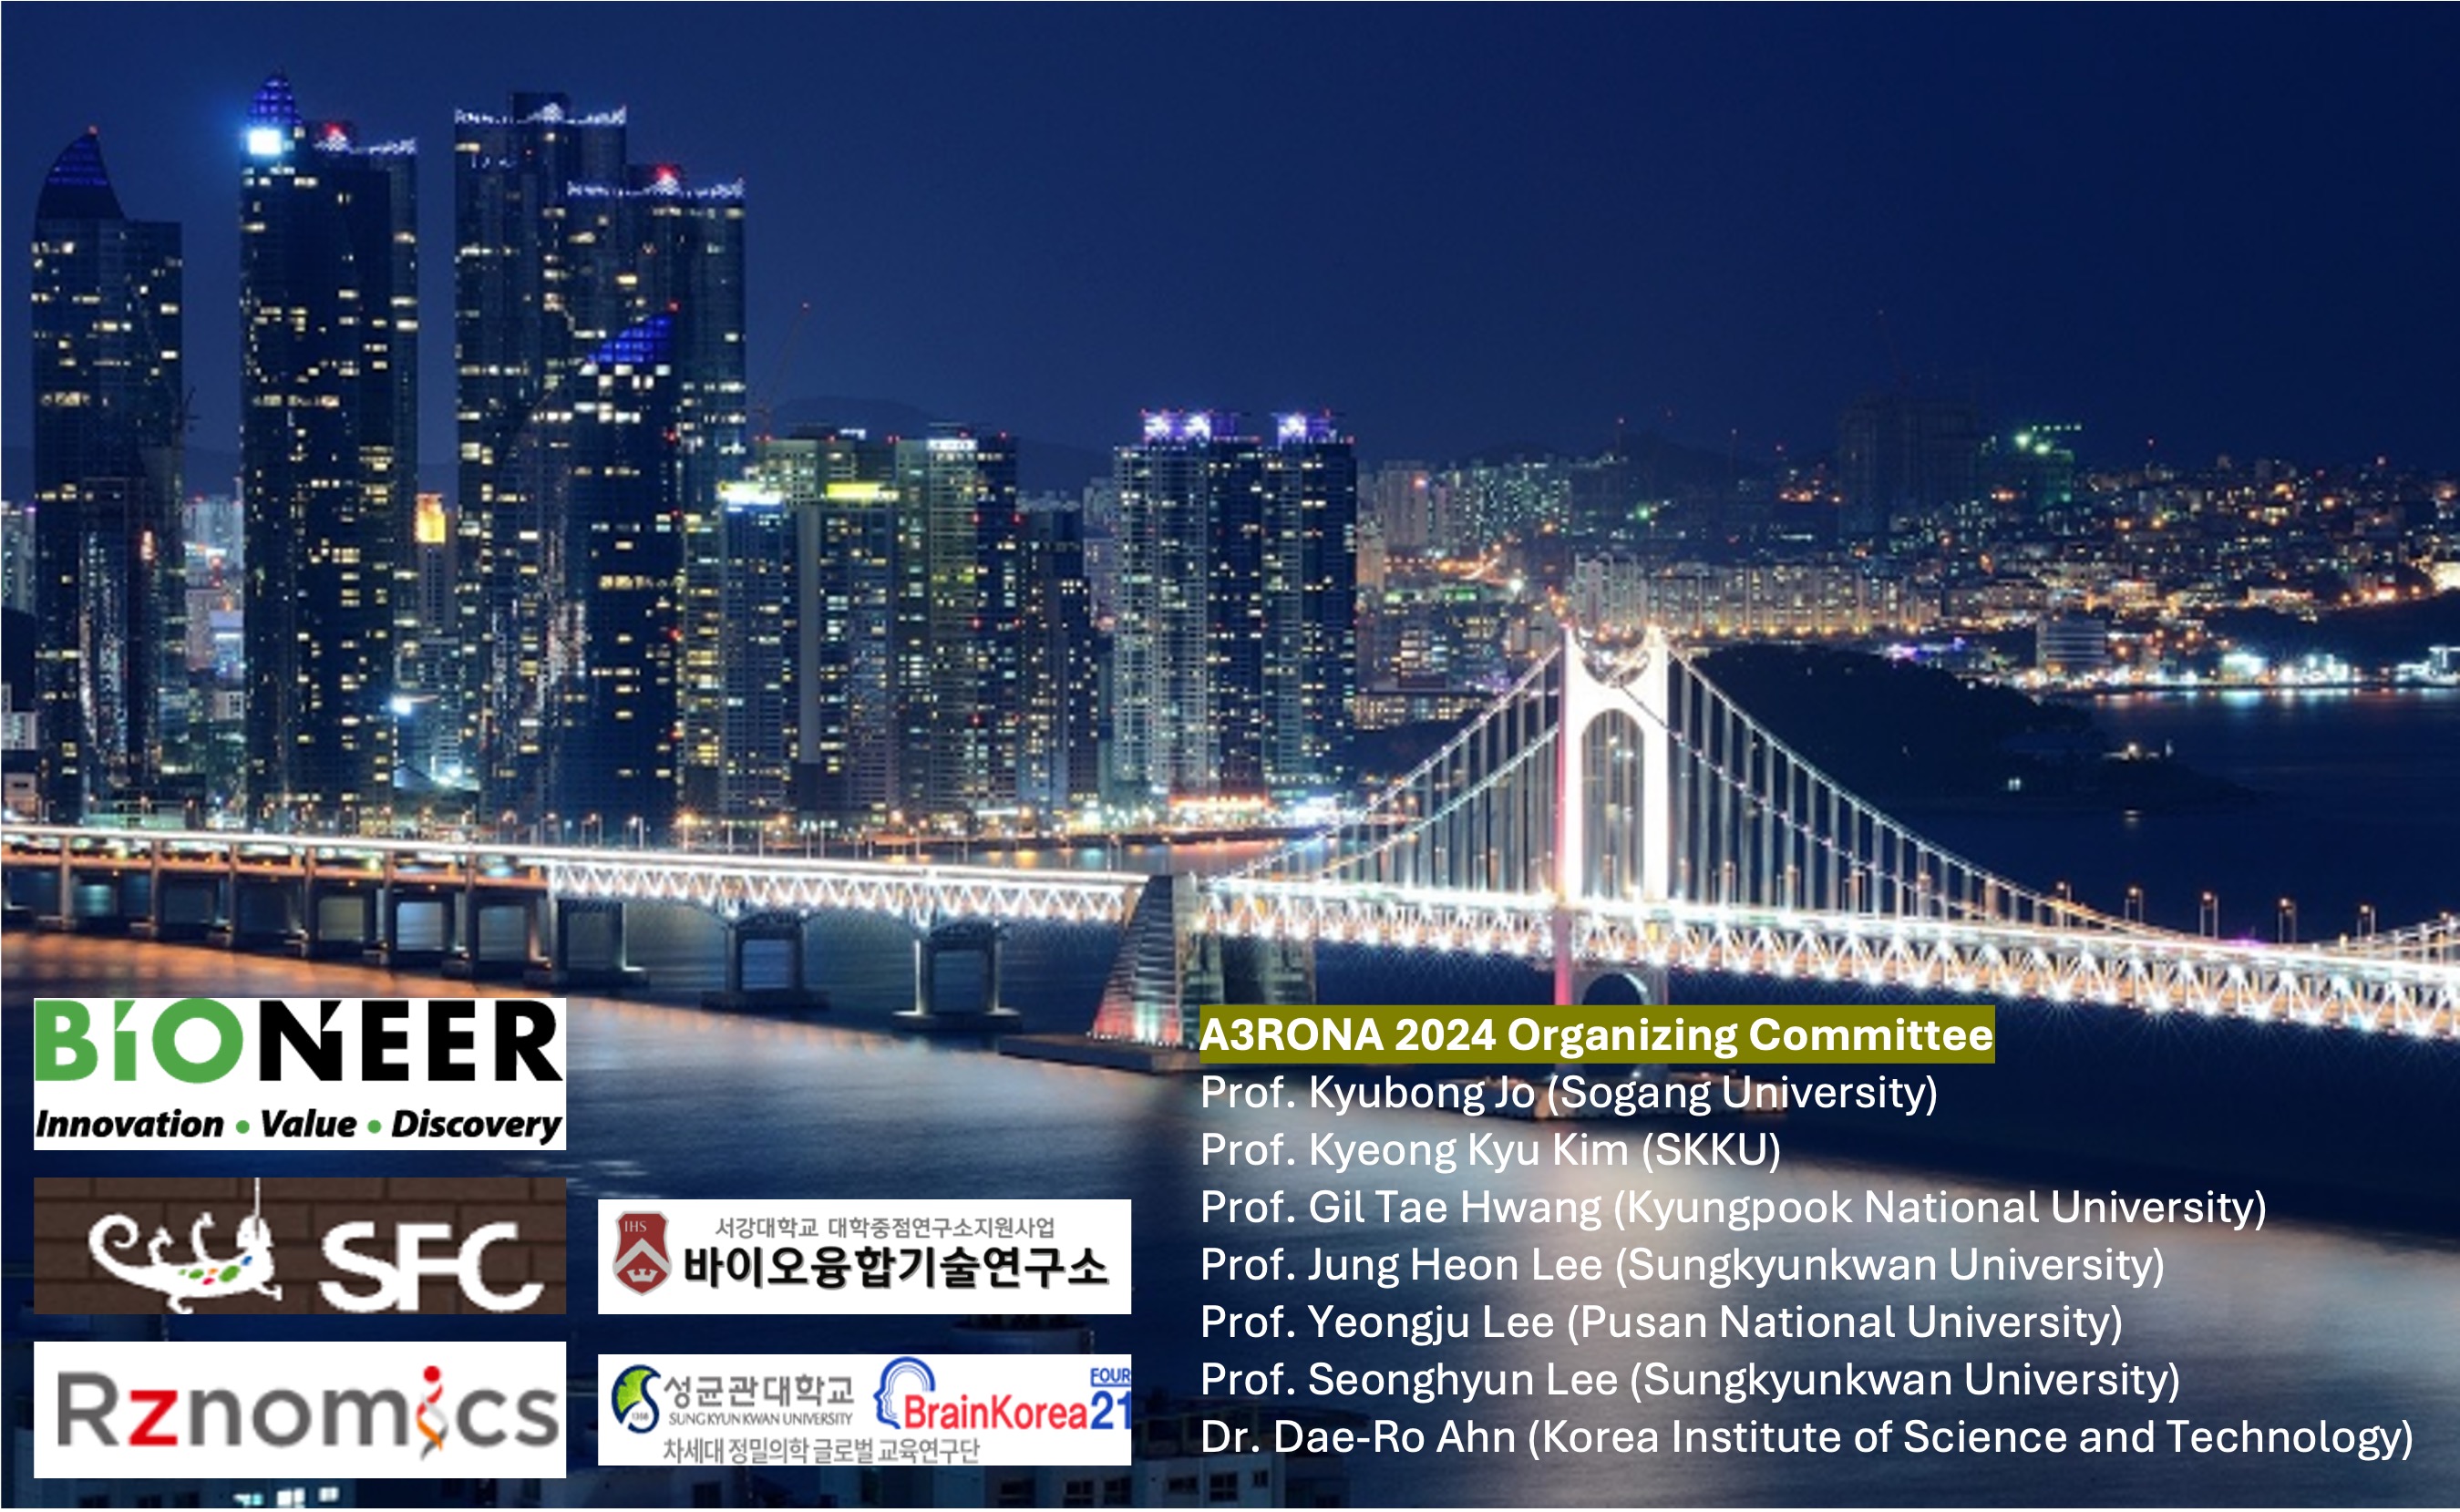 BIONEER
Innovation • Value • Discovery
SFC
Rznomics
IHS
서강대학교 대학중점연구소지원사업
바이오융합기술연구소
1398
성균관대학교
SUNG KYUN KWAN UNIVERSITY
BrainKorea21
FOUR
차세대 정밀의학 글로벌 교육연구단
A3RONA 2024 Organizing Committee
Prof. Kyubong Jo (Sogang University)
Prof. Kyeong Kyu Kim (SKKU)
Prof. Gil Tae Hwang (Kyungpook National University)
Prof. Jung Heon Lee (Sungkyunkwan University)
Prof. Yeongju Lee (Pusan National University)
Prof. Seonghyun Lee (Sungkyunkwan University)
Dr. Dae-Ro Ahn (Korea Institute of Science and Technology)